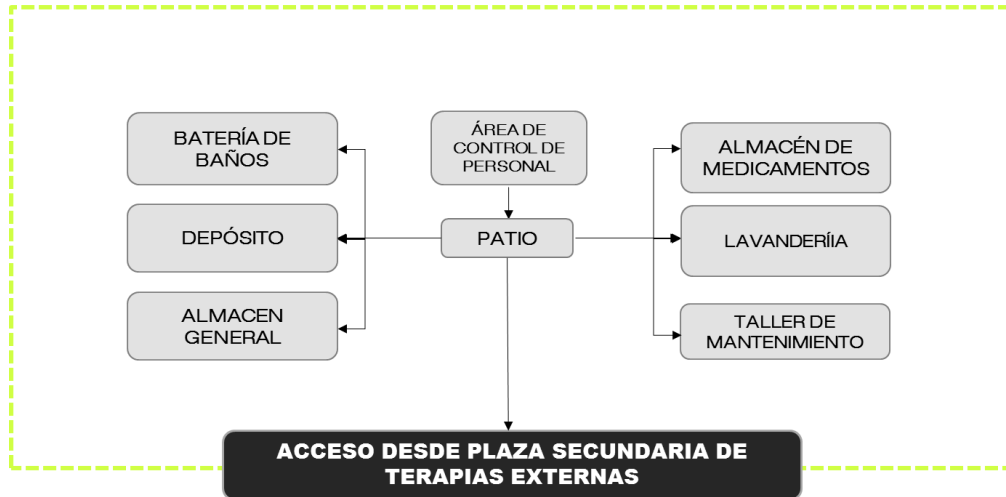 BATERÍA DE
BAÑOS
ÁREA DE
CONTROL DE
PERSONAL
ALMACÉN DE
MEDICAMENTOS
DEPÓSITO
PATIO
LAVANDERÍIA
ALMACEN
GENERAL
TALLER DE
MANTENIMIENTO
ACCESO DESDE PLAZA SECUNDARIA DE
TERAPIAS EXTERNAS